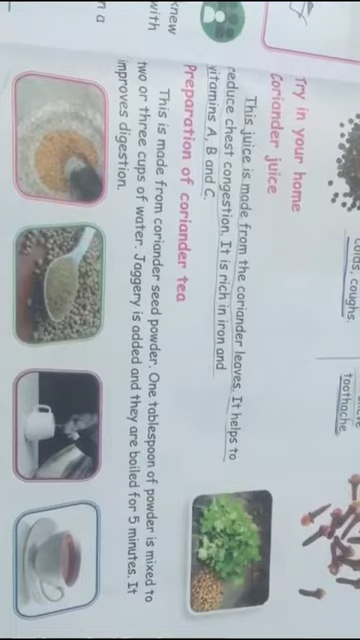 colds, coughs.
toothache.
Try in your home
Coriander juice
This juice is made from the coriander leaves. It helps to
reduce chest congestion. It is rich in iron and
vitamins A, B and C.
Preparation of coriander tea
This is made from coriander seed powder. One tablespoon of powder is mixed to
two or three cups of water. Jaggery is added and they are boiled for 5 minutes. It
improves digestion.
knew
with
n a